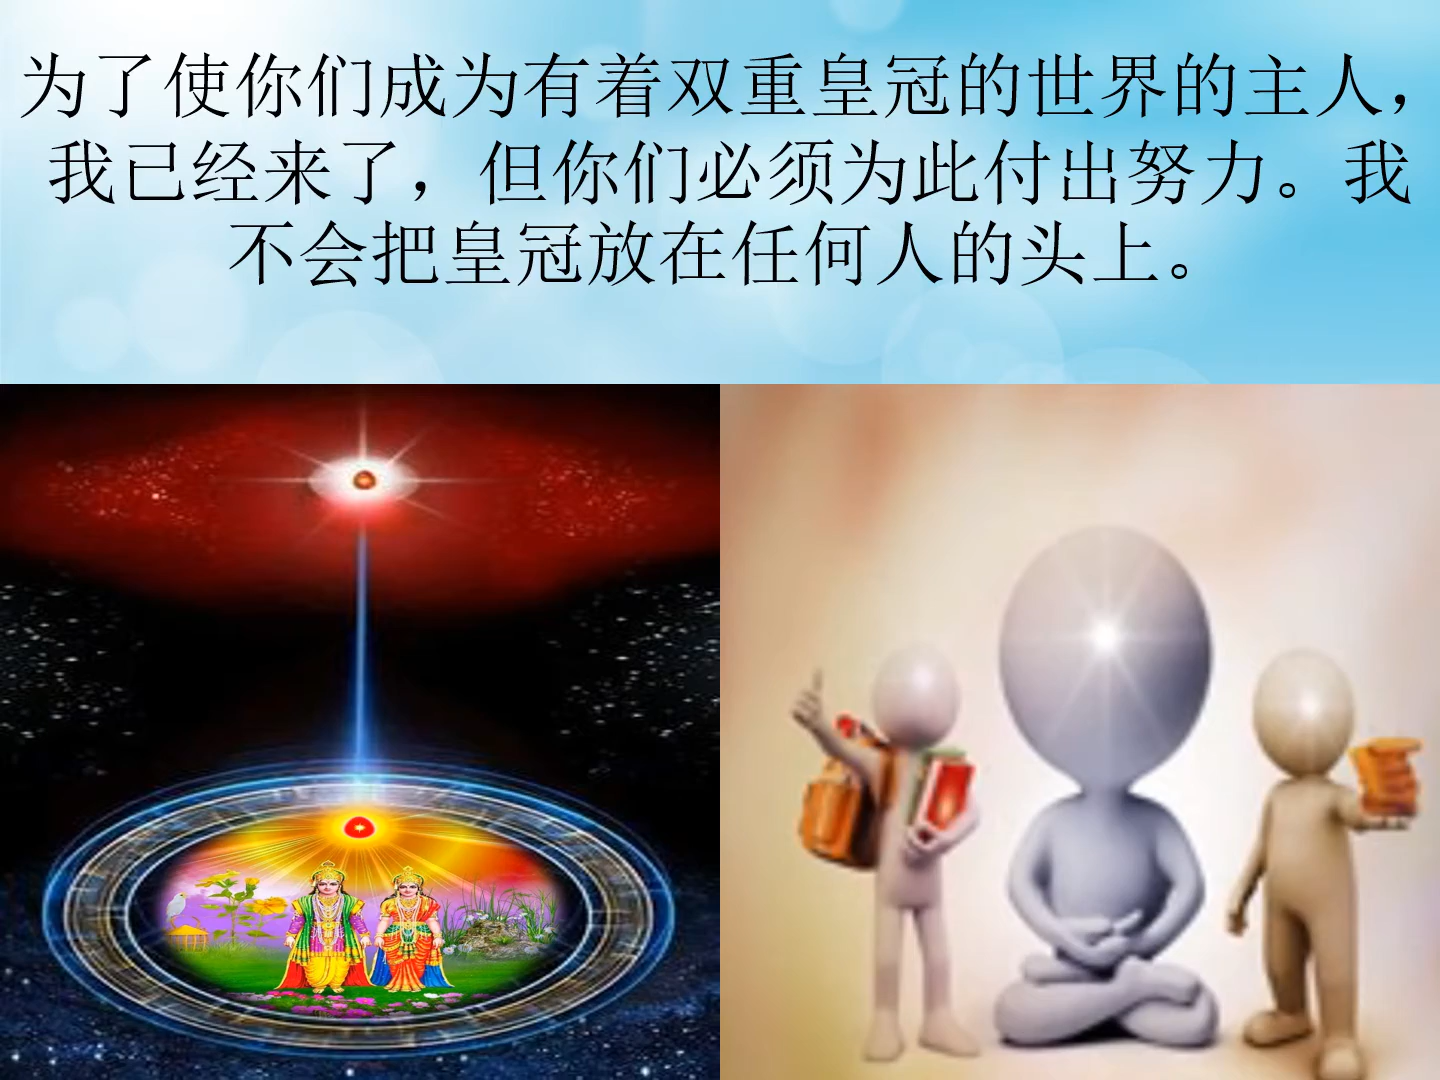 为了使你们成为有着双重皇冠的世界的主人，
我已经来了，但你们必须为此付出努力。我
不会把皇冠放在任何人的头上。